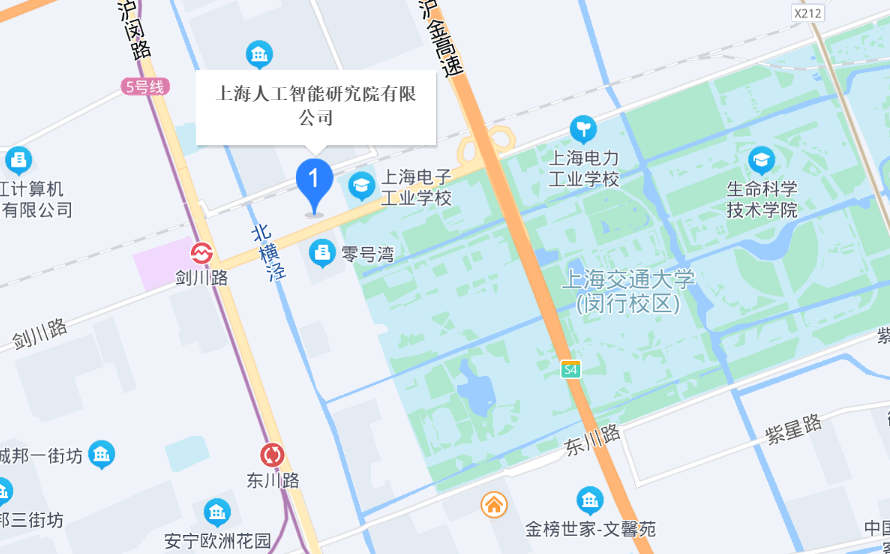 沪闵路
沪金高速
X212
5号线
上海人工智能研究院有限
公司
1
江计算机
有限公司
上海电子
工业学校
上海电力
工业学校
生命科学
技术学院
北横泾
零号湾
剑川路
上海交通大学
(闵行校区)
剑川路
S4
紫
东川路
紫星路
诚邦一街坊
东川路
邦三街坊
安宁欧洲花园
金榜世家-文馨苑
中国